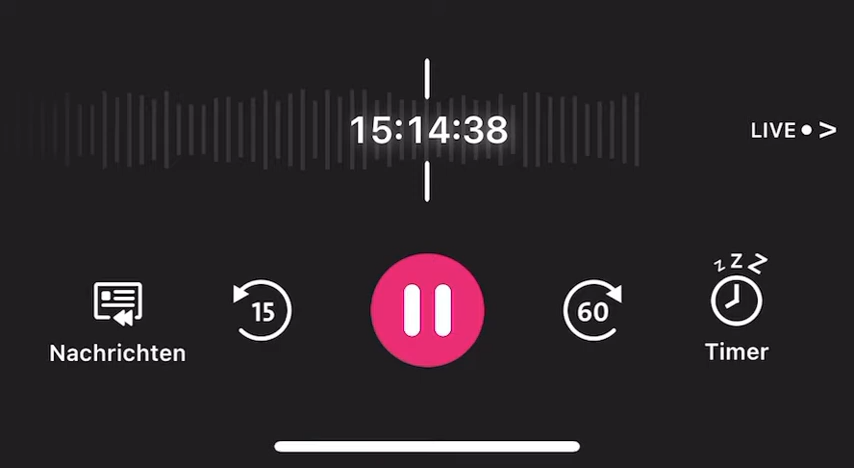 15:14:38
LIVE • >
z z z
15
60
Nachrichten
Timer